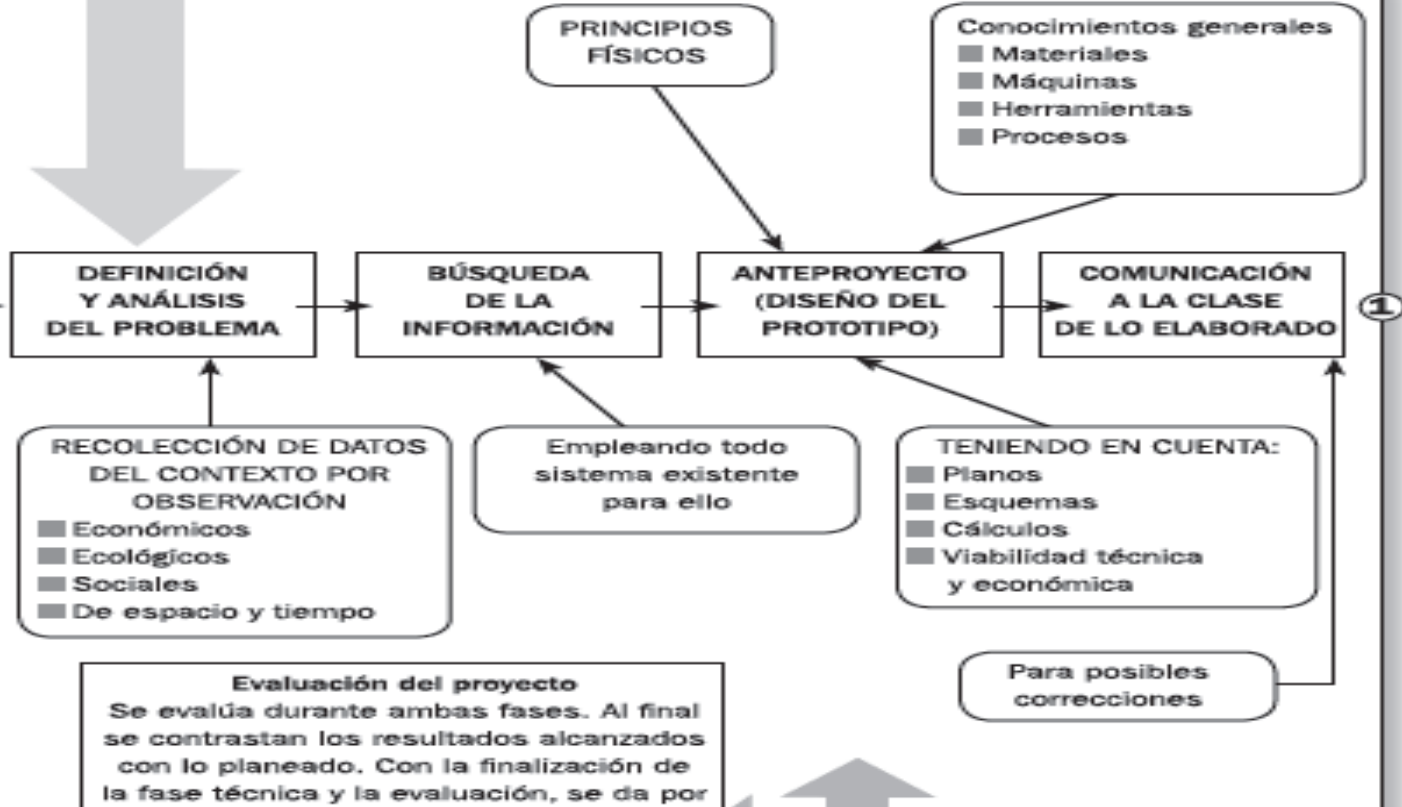 PRINCIPIOS
FÍSICOS
Conocimientos generales
Materiales
Máquinas
Herramientas
Procesos
DEFINICIÓN
Y ANÁLISIS
DEL PROBLEMA
BÚSQUEDA
DE LA
INFORMACIÓN
ANTEPROYECTO
(DISEÑO DEL
PROTOTIPO)
COMUNICACIÓN
A LA CLASE
DE LO ELABORADO
1
RECOLECCIÓN DE DATOS
DEL CONTEXTO POR
OBSERVACIÓN
Económicos
Ecológicos
Sociales
De espacio y tiempo
Empleando todo
sistema existente
para ello
TENIENDO EN CUENTA:
Planos
Esquemas
Cálculos
Viabilidad técnica
y económica
Para posibles
correcciones
Evaluación del proyecto
Se evalúa durante ambas fases. Al final
se contrastan los resultados alcanzados
con lo planeado. Con la finalización de
la fase técnica y la evaluación, se da por